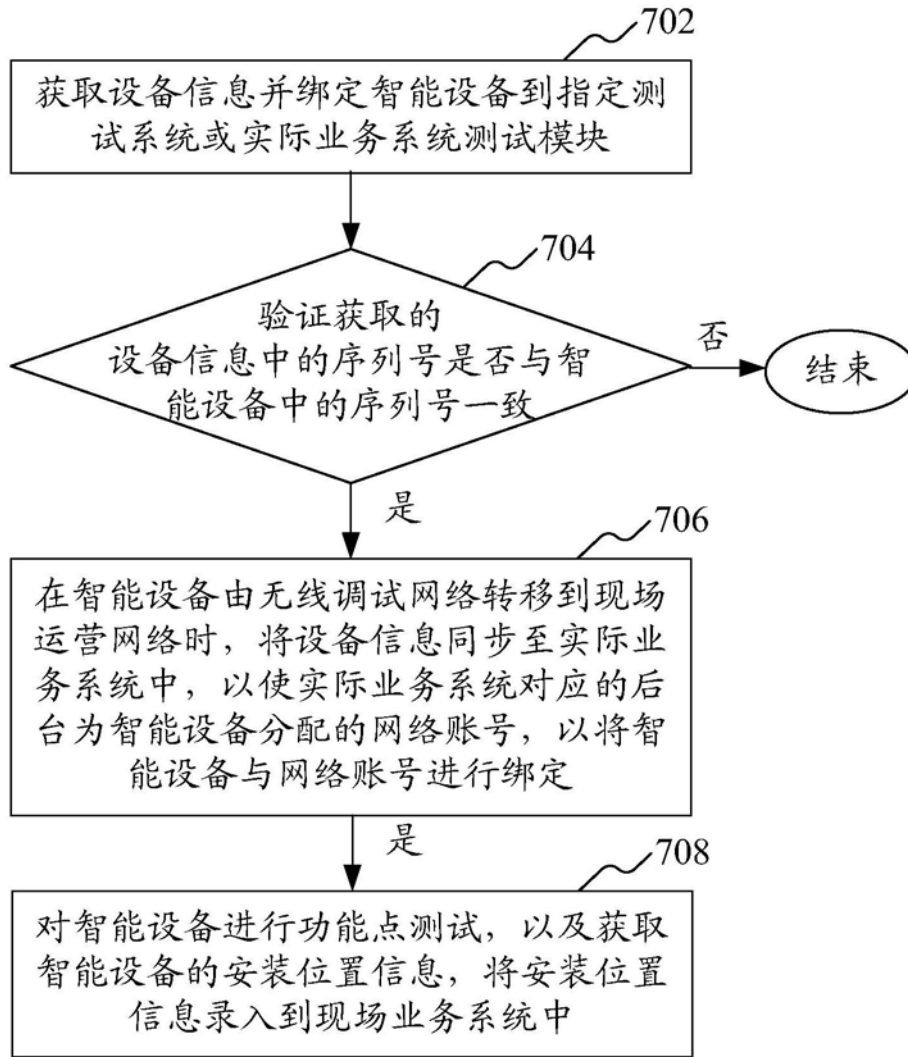 702
获取设备信息并绑定智能设备到指定测
试系统或实际业务系统测试模块
704
验证获取的
设备信息中的序列号是否与智
能设备中的序列号一致
否
结束
是
706
在智能设备由无线调试网络转移到现场
运营网络时，将设备信息同步至实际业
务系统中，以使实际业务系统对应的后
台为智能设备分配的网络账号，以将智
能设备与网络账号进行绑定
是
708
对智能设备进行功能点测试，以及获取
智能设备的安装位置信息，将安装位置
信息录入到现场业务系统中